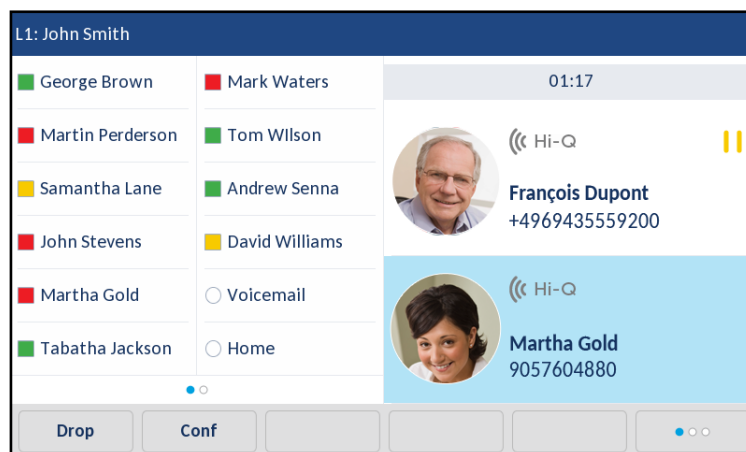 L1: John Smith
George Brown
Mark Waters
Martin Perderson
Tom WIlson
Samantha Lane
Andrew Senna
John Stevens
David Williams
Martha Gold
Voicemail
Tabatha Jackson
Home
01:17
Hi-Q
François Dupont
+4969435559200
Hi-Q
Martha Gold
9057604880
Drop
Conf